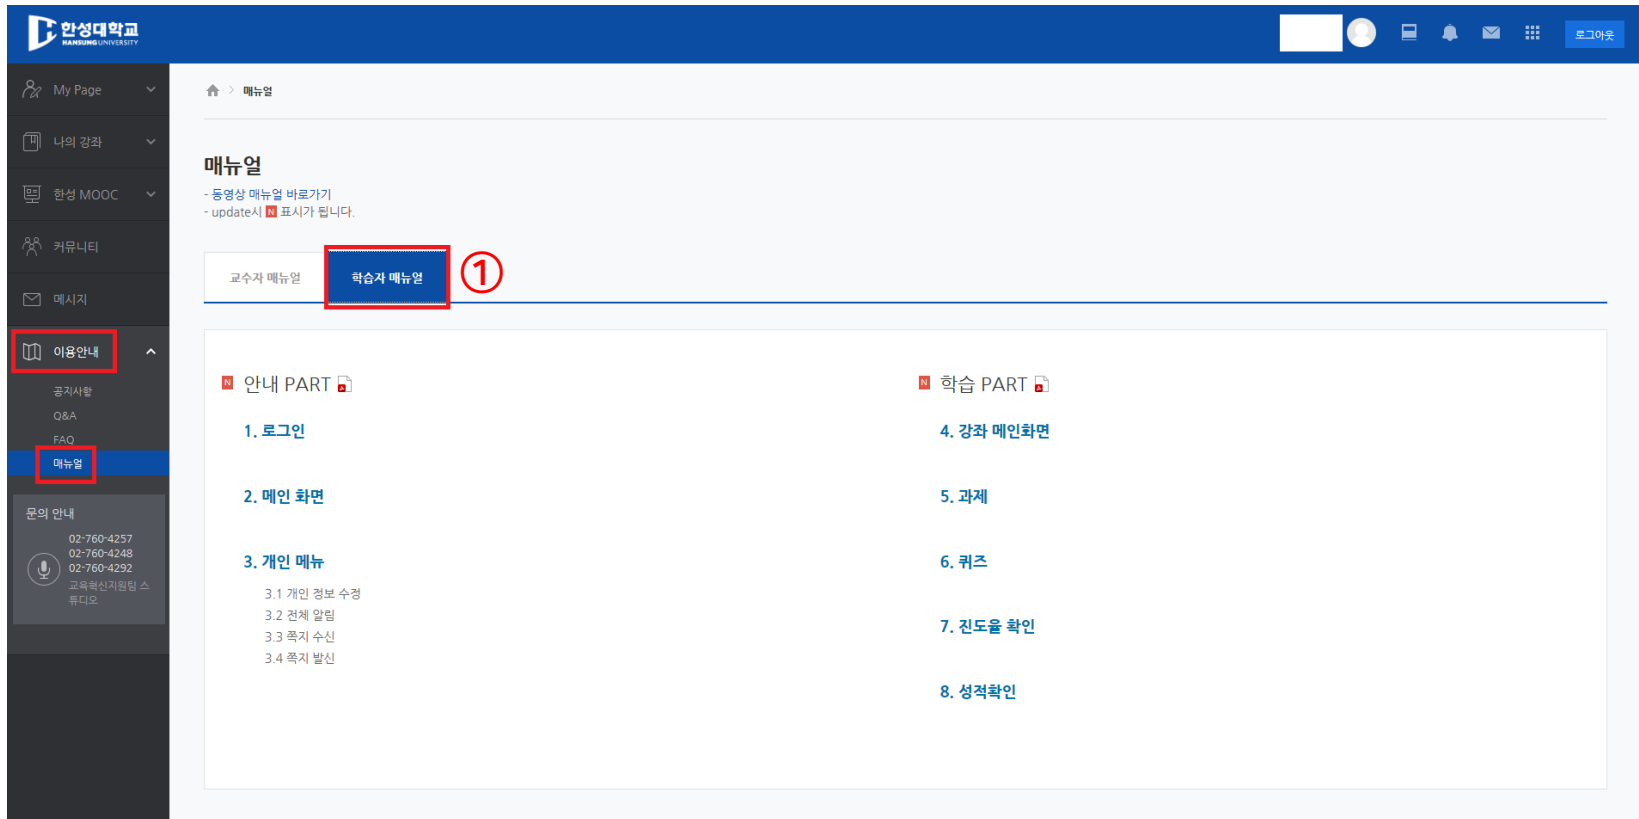 한성대학교
HANSUNG UNIVERSITY
로그아웃
My Page
나의 강좌
한성 MOOC
커뮤니티
메시지
이용안내
공지사항
Q&A
FAQ
매뉴얼
문의 안내
02-760-4257
02-760-4248
02-760-4292
교육혁신지원팀 스
튜디오
매뉴얼
매뉴얼
- 동영상 매뉴얼 바로가기
- update시 N 표시가 됩니다.
교수자 매뉴얼
학습자 매뉴얼
①
N 안내 PART
1. 로그인
2. 메인 화면
3. 개인 메뉴
3.1 개인 정보 수정
3.2 전체 알림
3.3 쪽지 수신
3.4 쪽지 발신
N 학습 PART
4. 강좌 메인화면
5. 과제
6. 퀴즈
7. 진도율 확인
8. 성적확인